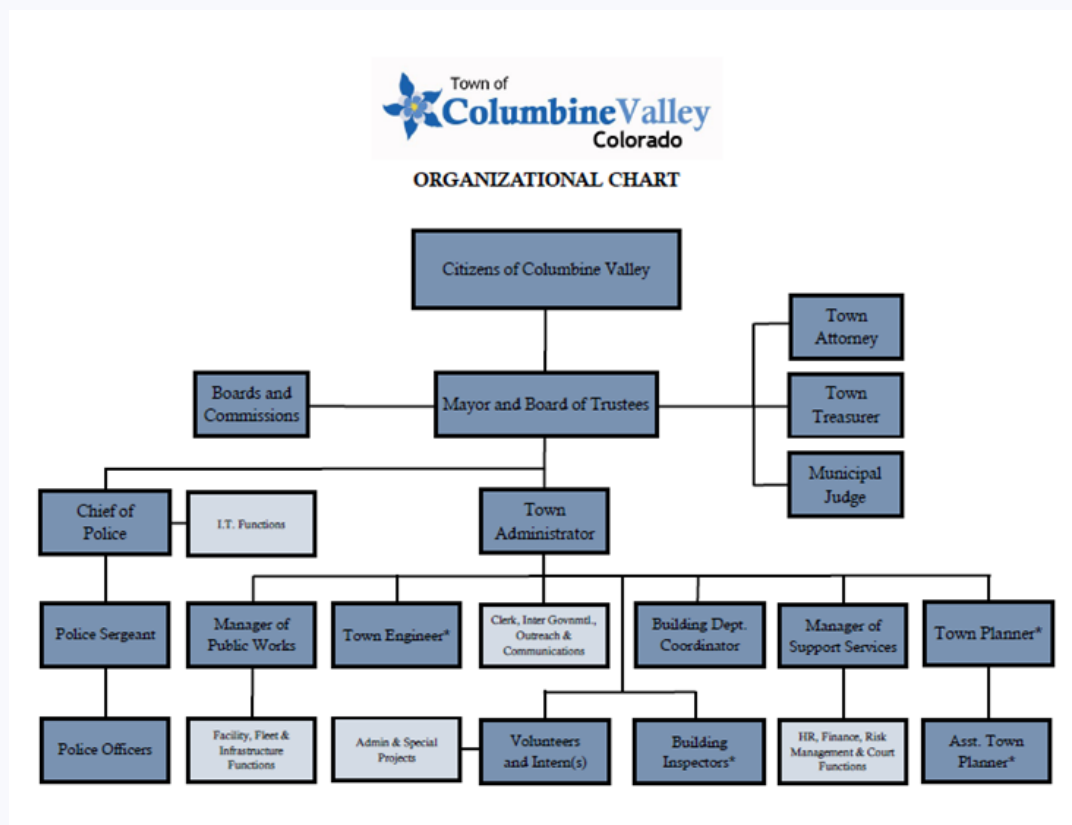 Town of
ColumbineValley
Colorado
ORGANIZATIONAL CHART
Citizens of Columbine Valley
Town
Attorney
Boards and
Commissions
Mayor and Board of Trustees
Town
Treasurer
Municipal
Judge
Chief of
Police
I.T. Functions
Town
Administrator
Police Sergeant
Manager of
Public Works
Town Engineer*
Clerk, Inter Govnmtl.,
Outreach &
Communications
Building Dept.
Coordinator
Manager of
Support Services
Town Planner*
Police Officers
Facility, Fleet &
Infrastructure
Functions
Admin & Special
Projects
Volunteers
and Intern(s)
Building
Inspectors*
HR, Finance, Risk
Management & Court
Functions
Asst. Town
Planner*